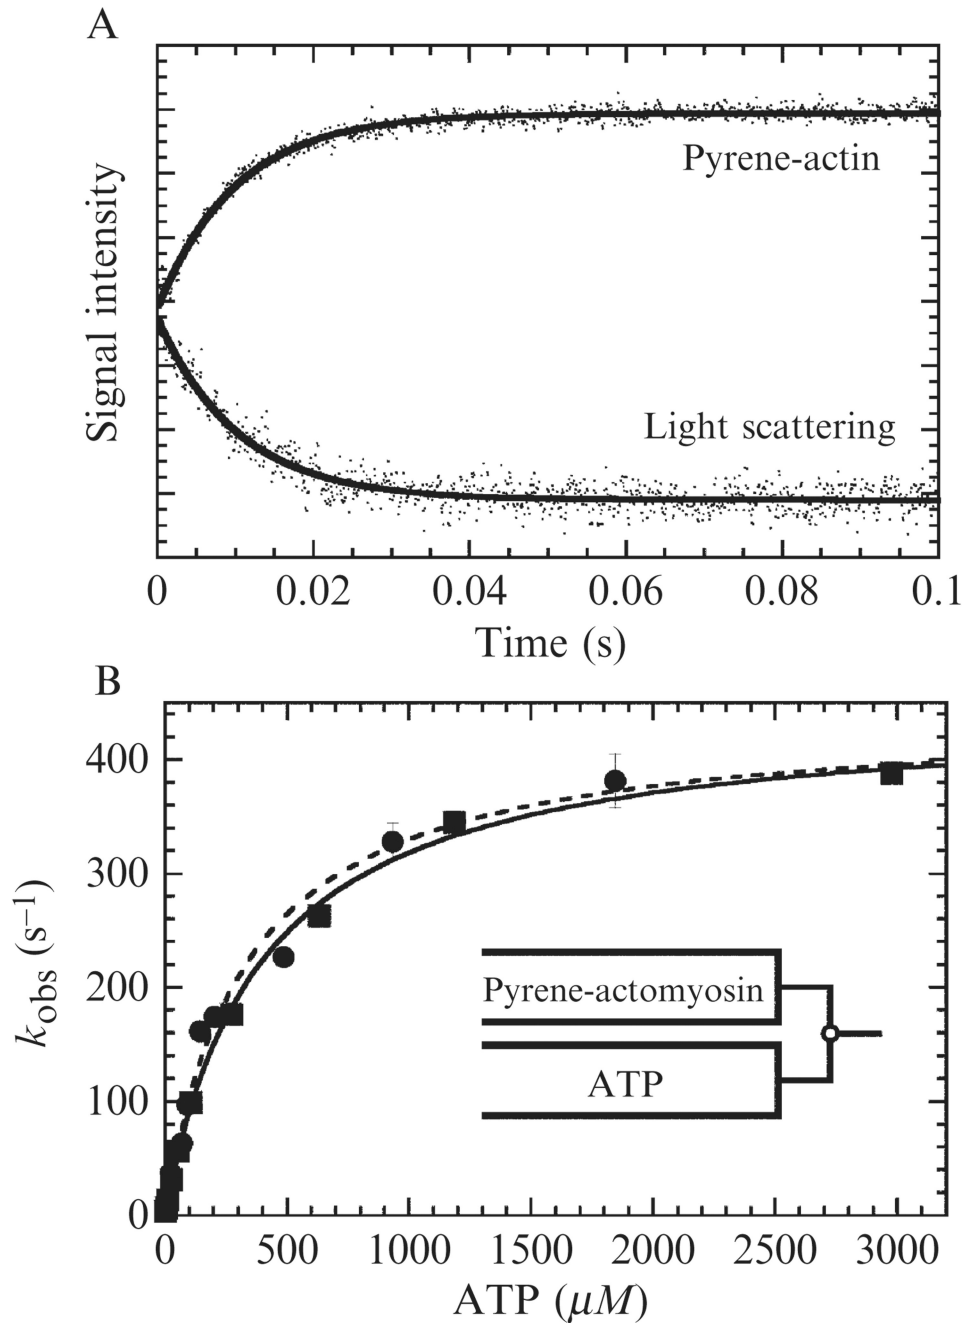 A
Signal intensity
Pyrene-actin
Light scattering
0 0.02 0.04 0.06 0.08 0.1
Time (s)
B
400
300
200
100
0
k_obs (s⁻¹)
Pyrene-actomyosin
ATP
0 500 1000 1500 2000 2500 3000
ATP (μM)